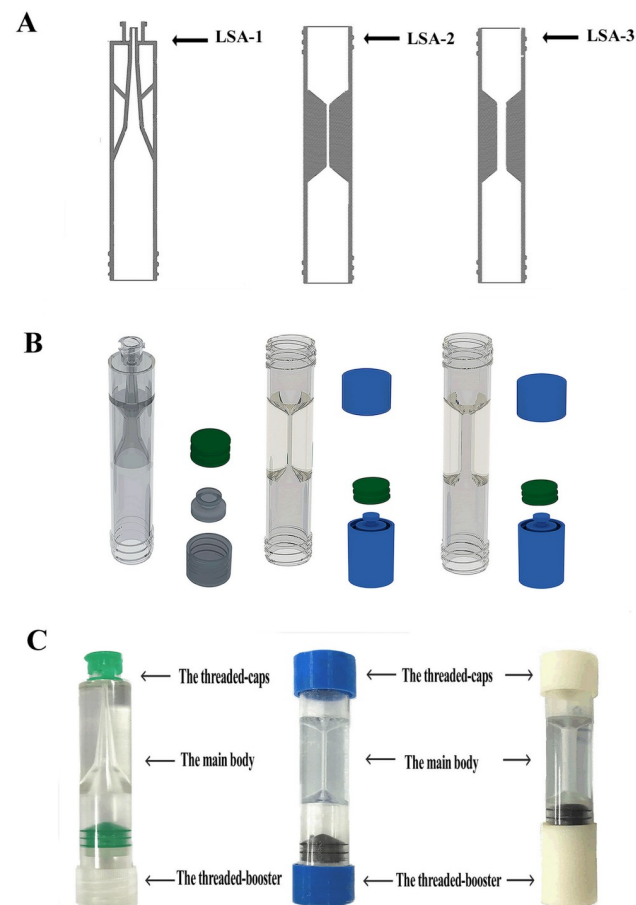 A
LSA-1
LSA-2
LSA-3
B
C
The threaded-caps
The threaded-caps
The main body
The main body
The threaded-booster
The threaded-booster